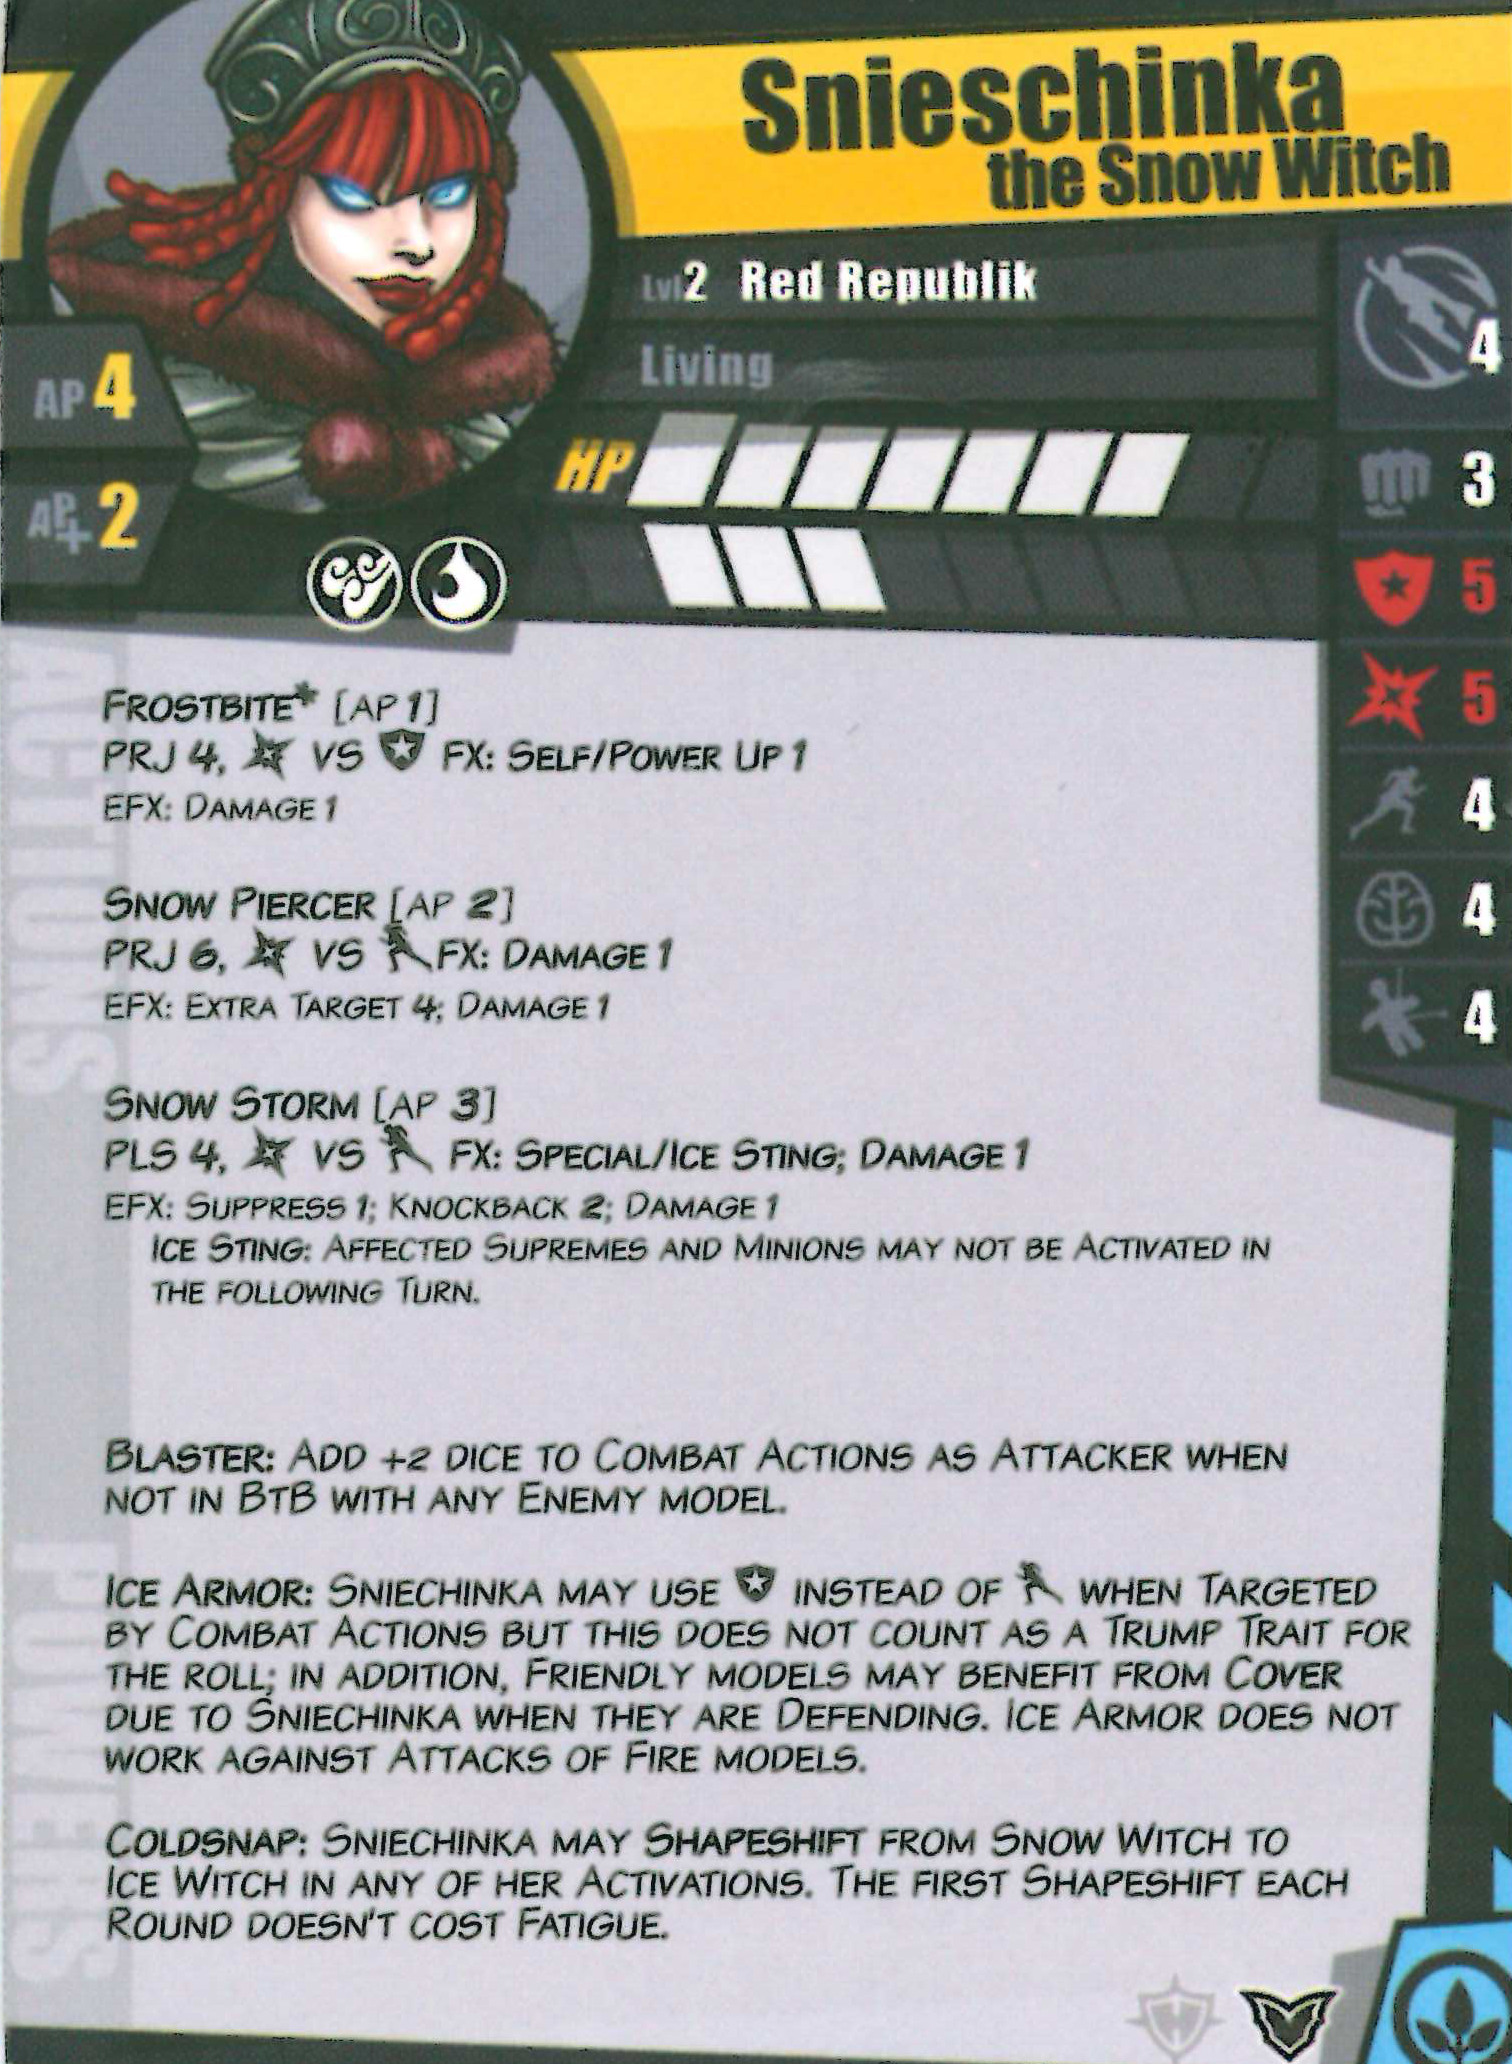 Snieschinka
the Snow Witch
Lvl 2 Red Republik
Living
4
AP 4
HP
3
AP+ 2
5
5
4
4
4
ACTIONS
FROSTBITE* [AP 1]
PRJ 4, VS FX: SELF/POWER UP 1
EFX: DAMAGE 1
SNOW PIERCER [AP 2]
PRJ 6, VS FX: DAMAGE 1
EFX: EXTRA TARGET 4; DAMAGE 1
SNOW STORM [AP 3]
PLS 4, VS FX: SPECIAL/ICE STING; DAMAGE 1
EFX: SUPPRESS 1; KNOCKBACK 2; DAMAGE 1
ICE STING: AFFECTED SUPREMES AND MINIONS MAY NOT BE ACTIVATED IN
THE FOLLOWING TURN.
POWERS
BLASTER: ADD +2 DICE TO COMBAT ACTIONS AS ATTACKER WHEN
NOT IN BTB WITH ANY ENEMY MODEL.
ICE ARMOR: SNIECHINKA MAY USE INSTEAD OF WHEN TARGETED
BY COMBAT ACTIONS BUT THIS DOES NOT COUNT AS A TRUMP TRAIT FOR
THE ROLL; IN ADDITION, FRIENDLY MODELS MAY BENEFIT FROM COVER
DUE TO SNIECHINKA WHEN THEY ARE DEFENDING. ICE ARMOR DOES NOT
WORK AGAINST ATTACKS OF FIRE MODELS.
COLDSNAP: SNIECHINKA MAY SHAPESHIFT FROM SNOW WITCH TO
ICE WITCH IN ANY OF HER ACTIVATIONS. THE FIRST SHAPESHIFT EACH
ROUND DOESN'T COST FATIGUE.